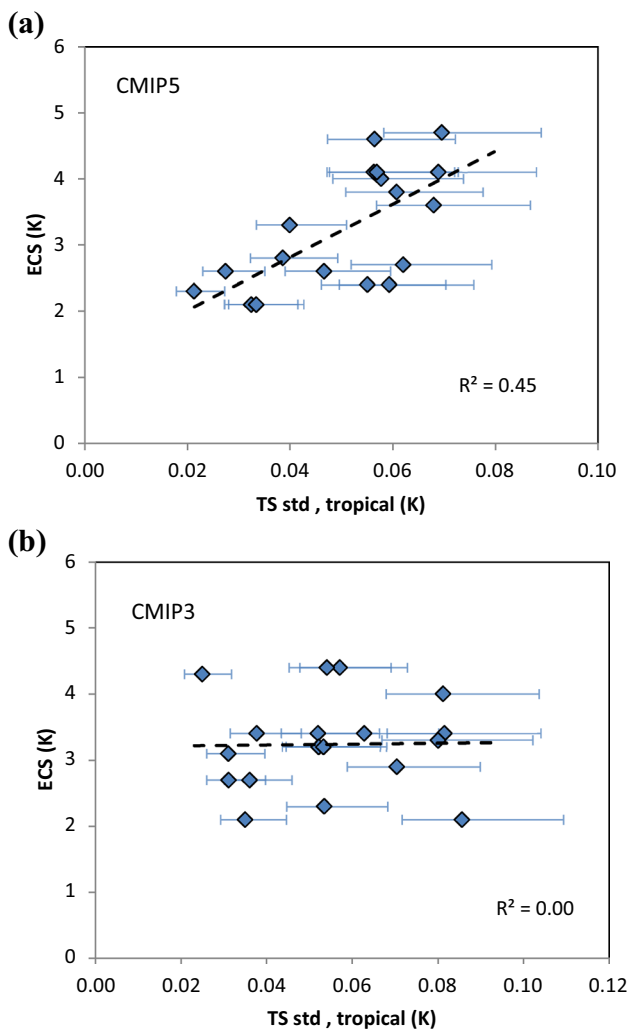 (a)
6
5
4
3
2
1
0
ECS (K)
CMIP5
R² = 0.45
0.00 0.02 0.04 0.06 0.08 0.10
TS std , tropical (K)
(b)
6
5
4
3
2
1
0
ECS (K)
CMIP3
R² = 0.00
0.00 0.02 0.04 0.06 0.08 0.10 0.12
TS std , tropical (K)